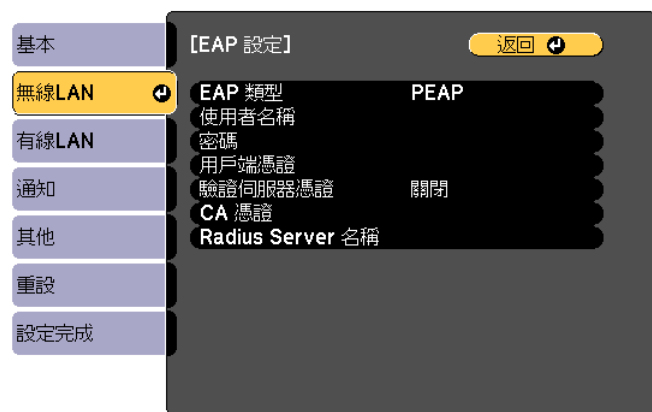 基本
無線LAN
有線LAN
通知
其他
重設
設定完成
[EAP 設定]
返回
EAP 類型 PEAP
使用者名稱
密碼
用戶端憑證
驗證伺服器憑證 關閉
CA 憑證
Radius Server 名稱